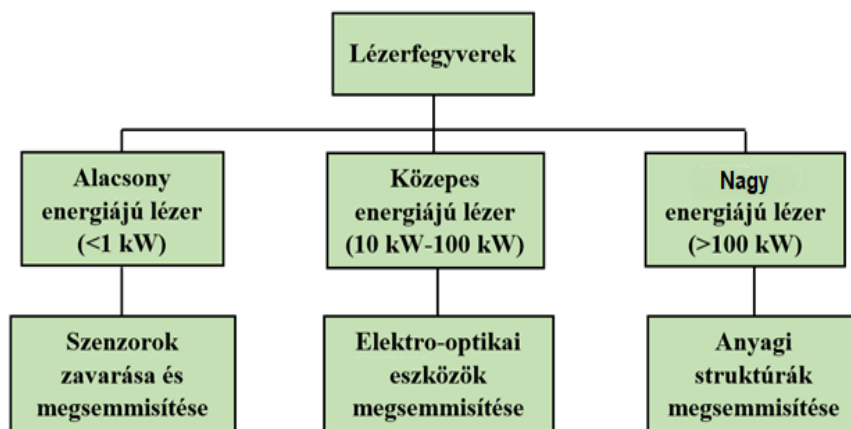 Lézerfegyverek
Alacsony
energiájú lézer
(<1 kW)
Közepes
energiájú lézer
(10 kW-100 kW)
Nagy
energiájú lézer
(>100 kW)
Szenzorok
zavarása és
megsemmisítése
Elektro-optikai
eszközök
megsemmisítése
Anyagi
struktúrák
megsemmisítése